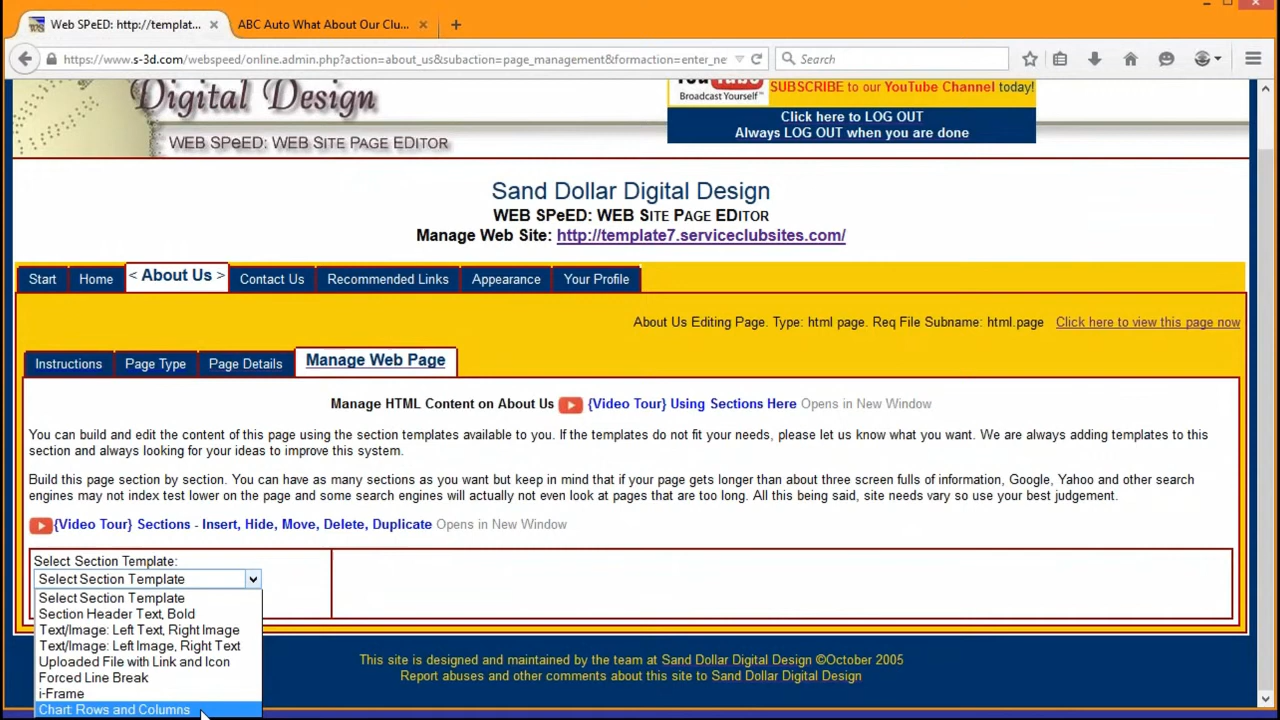 Web SPeED: http://templat...
ABC Auto What About Our Clu...
https://www.s-3d.com/webspeed/online.admin.php?action=about_us&subaction=page_management&formaction=enter_ne
Search
Digital Design
WEB SPeED: WEB SITE PAGE EDITOR
YouTube
Broadcast Yourself™
SUBSCRIBE to our YouTube Channel today!
Click here to LOG OUT
Always LOG OUT when you are done
Sand Dollar Digital Design
WEB SPeED: WEB SITE PAGE EDITOR
Manage Web Site: http://template7.serviceclubsites.com/
Start
Home
< About Us >
Contact Us
Recommended Links
Appearance
Your Profile
About Us Editing Page. Type: html page. Req File Subname: html.page Click here to view this page now
Instructions
Page Type
Page Details
Manage Web Page
Manage HTML Content on About Us {Video Tour} Using Sections Here Opens in New Window
You can build and edit the content of this page using the section templates available to you. If the templates do not fit your needs, please let us know what you want. We are always adding templates to this
section and always looking for your ideas to improve this system.
Build this page section by section. You can have as many sections as you want but keep in mind that if your page gets longer than about three screen fulls of information, Google, Yahoo and other search
engines may not index test lower on the page and some search engines will actually not even look at pages that are too long. All this being said, site needs vary so use your best judgement.
{Video Tour} Sections - Insert, Hide, Move, Delete, Duplicate Opens in New Window
Select Section Template:
Select Section Template
Select Section Template
Section Header Text, Bold
Text/Image: Left Text, Right Image
Text/Image: Left Image, Right Text
Uploaded File with Link and Icon
Forced Line Break
i-Frame
Chart: Rows and Columns
This site is designed and maintained by the team at Sand Dollar Digital Design ©October 2005
Report abuses and other comments about this site to Sand Dollar Digital Design